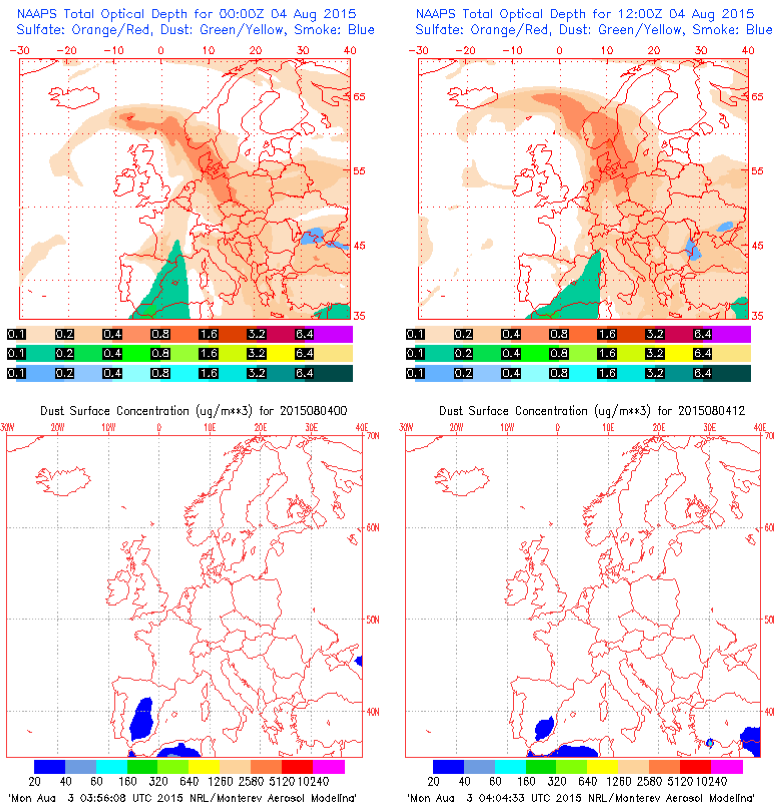 NAAPS Total Optical Depth for 00:00Z 04 Aug 2015
Sulfate: Orange/Red, Dust: Green/Yellow, Smoke: Blue
-30 -20 -10 0 10 20 30 40
65
55
45
35
0.1 0.2 0.4 0.8 1.6 3.2 6.4
0.1 0.2 0.4 0.8 1.6 3.2 6.4
0.1 0.2 0.4 0.8 1.6 3.2 6.4
NAAPS Total Optical Depth for 12:00Z 04 Aug 2015
Sulfate: Orange/Red, Dust: Green/Yellow, Smoke: Blue
-30 -20 -10 0 10 20 30 40
65
55
45
35
0.1 0.2 0.4 0.8 1.6 3.2 6.4
0.1 0.2 0.4 0.8 1.6 3.2 6.4
0.1 0.2 0.4 0.8 1.6 3.2 6.4
Dust Surface Concentration (ug/m**3) for 2015080400
30W 20W 10W 0 10E 20E 30E 40E
70N
60N
50N
40N
20 40 60 160 320 640 1260 2580 5120 10240
'Mon Aug 3 03:56:08 UTC 2015 NRL/Monterey Aerosol Modeling'
Dust Surface Concentration (ug/m**3) for 2015080412
30W 20W 10W 0 10E 20E 30E 40E
70N
60N
50N
40N
20 40 60 160 320 640 1260 2580 5120 10240
'Mon Aug 3 04:04:33 UTC 2015 NRL/Monterey Aerosol Modeling'